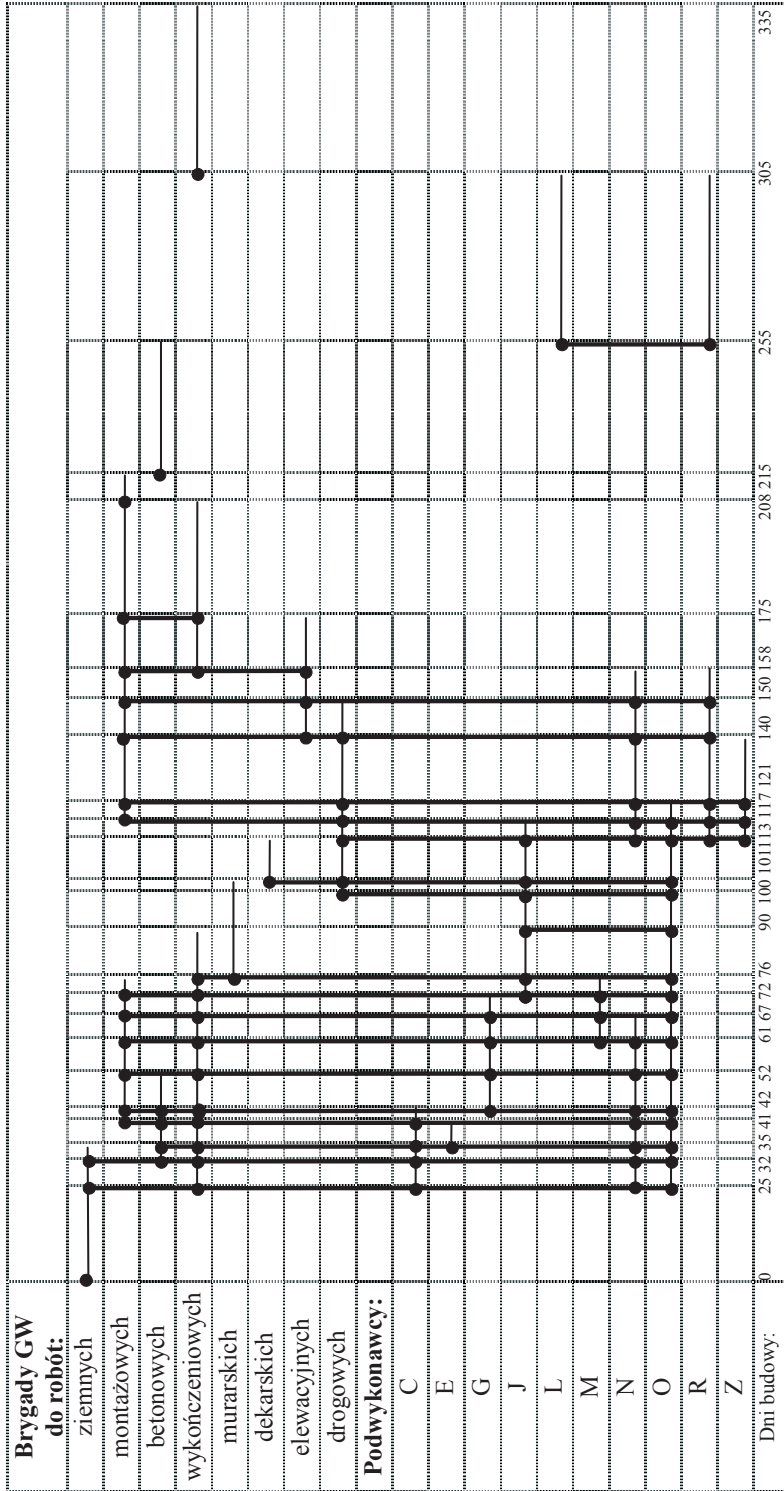 Brygady GW
do robót:
ziemnych
montażowych
betonowych
wykończeniowych
murarskich
dekarskich
elewacyjnych
drogowych
Podwykonawcy:
C
E
G
J
L
M
N
O
R
Z
Dni budowy:
0
25
32
35
41
42
52
61
67
72
76
90
100
101
113
117
121
140
150
158
175
208
215
255
305
335